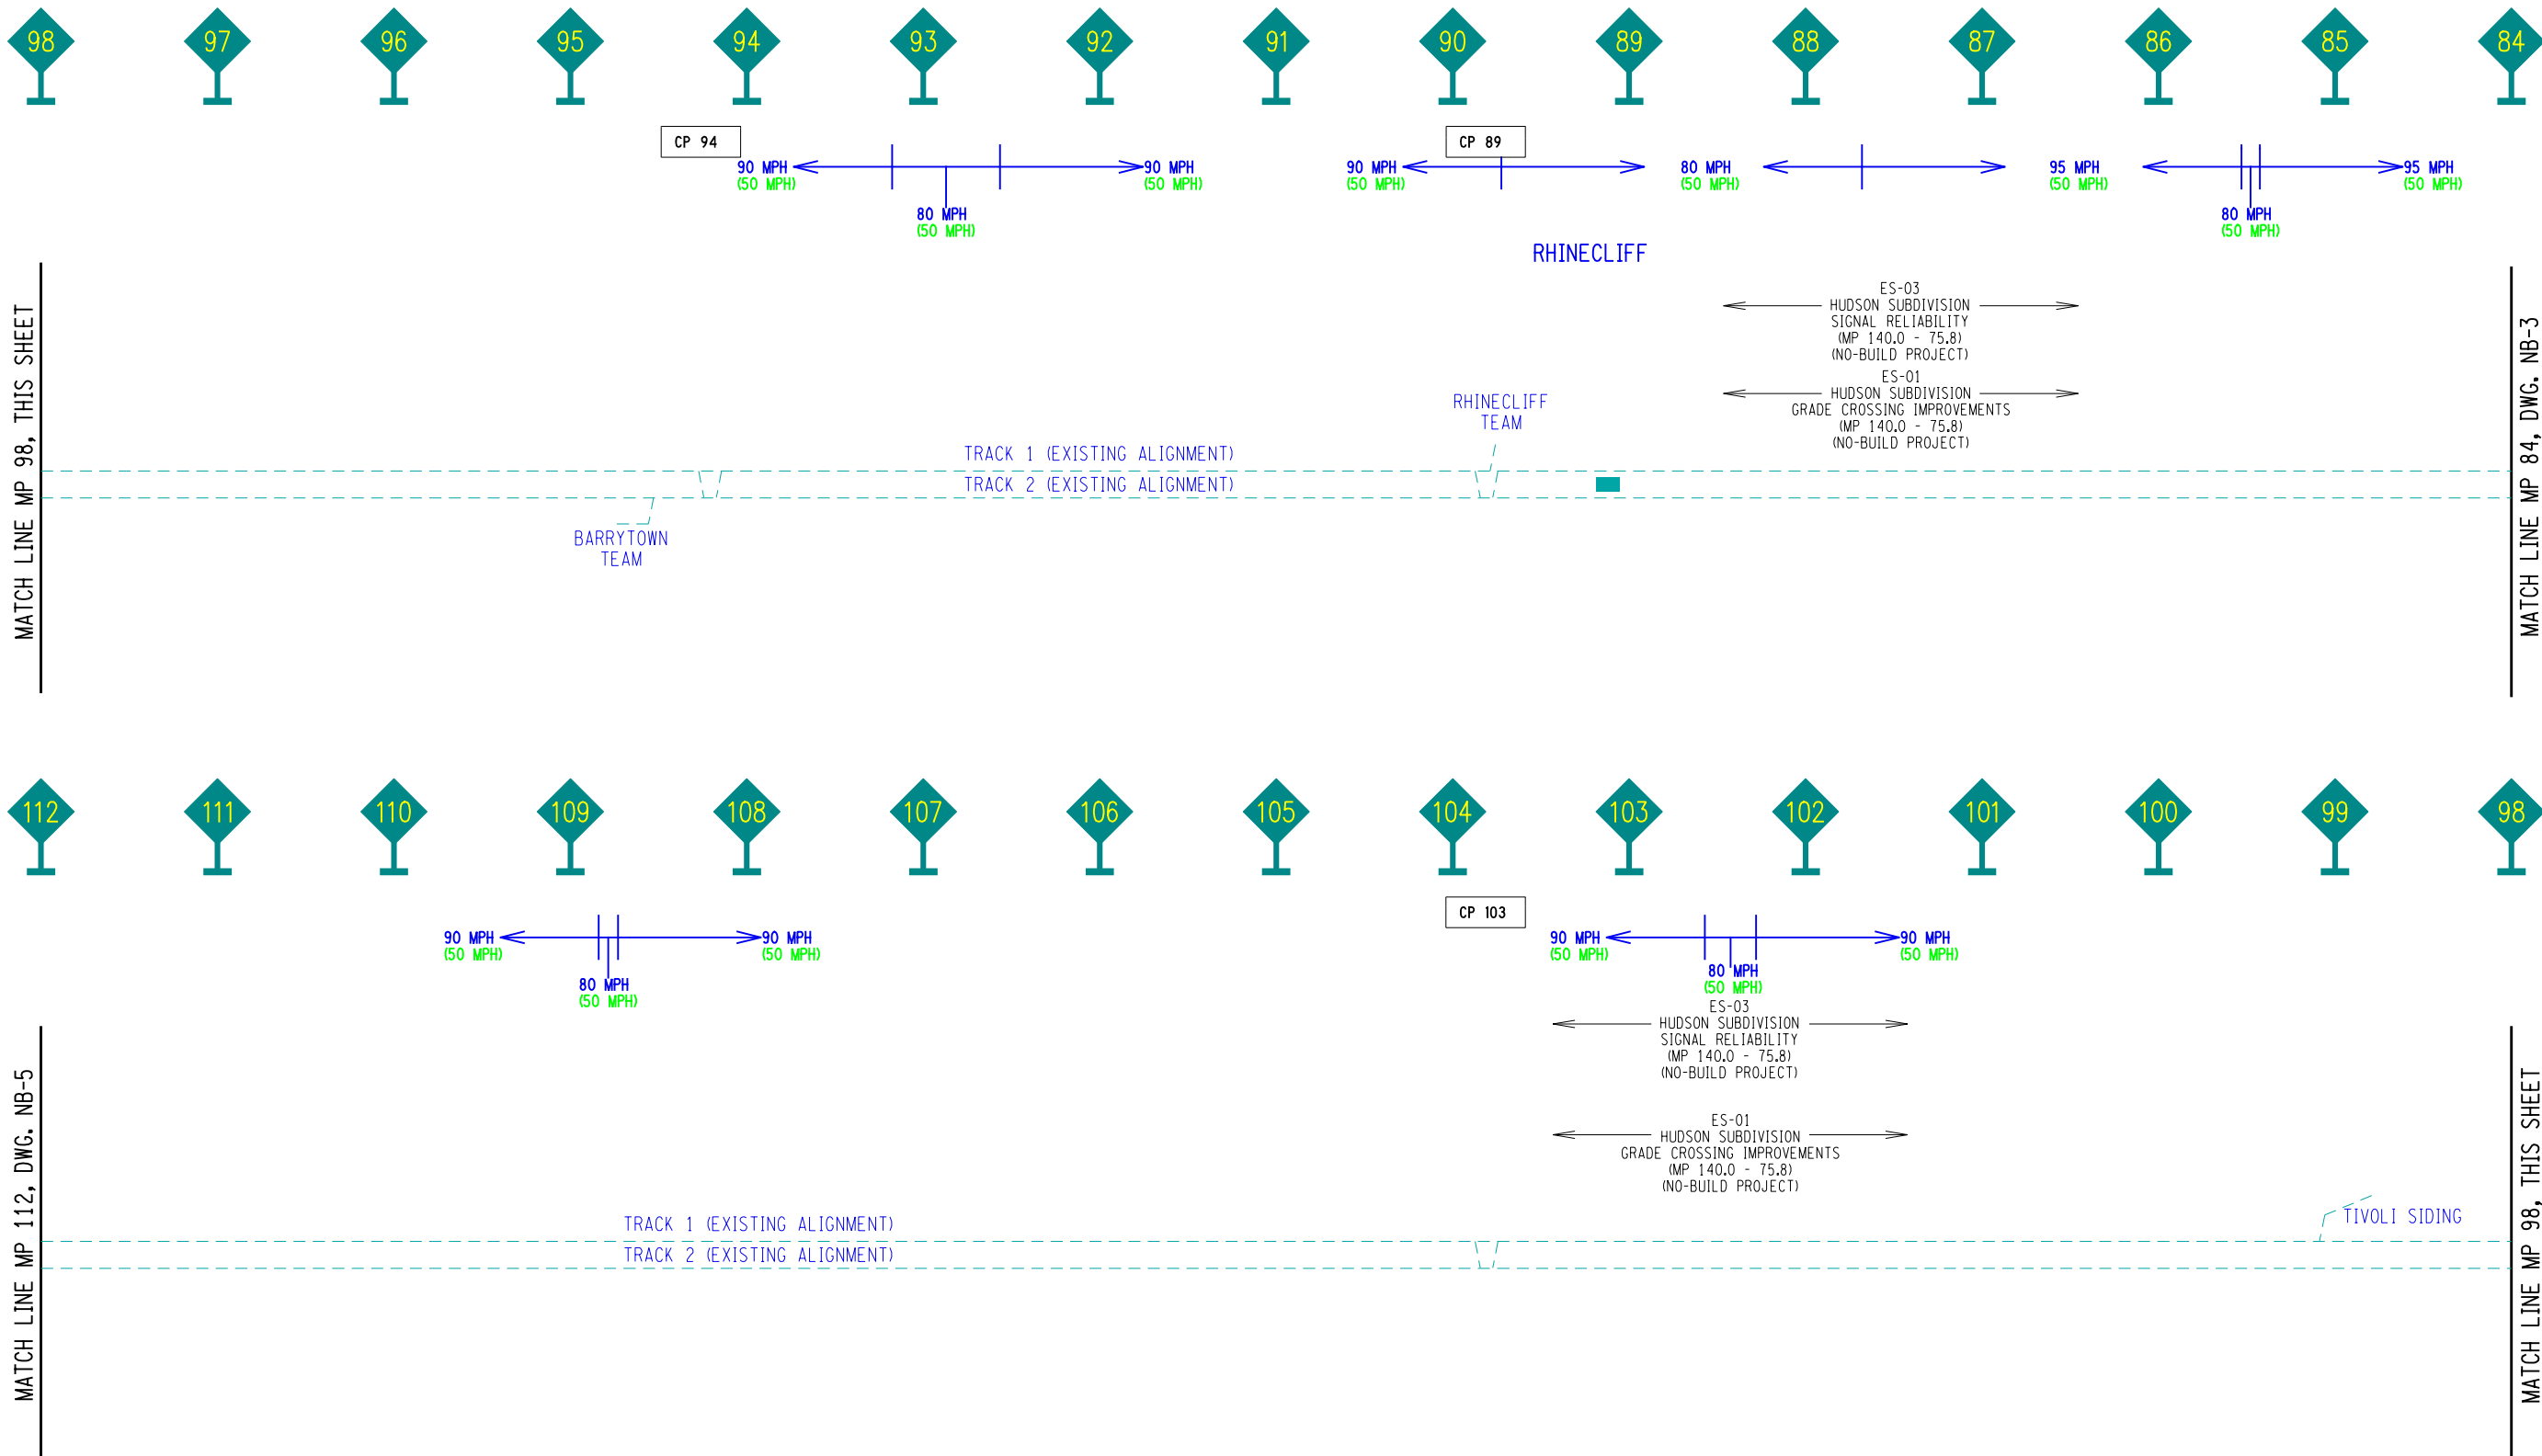 98 97 96 95 94 93 92 91 90 89 88 87 86 85 84
CP 94
CP 89
90 MPH
(50 MPH)
80 MPH
(50 MPH)
90 MPH
(50 MPH)
90 MPH
(50 MPH)
80 MPH
(50 MPH)
95 MPH
(50 MPH)
80 MPH
(50 MPH)
95 MPH
(50 MPH)
RHINECLIFF
MATCH LINE MP 98, THIS SHEET
ES-03
HUDSON SUBDIVISION
SIGNAL RELIABILITY
(MP 140.0 - 75.8)
(NO-BUILD PROJECT)
ES-01
HUDSON SUBDIVISION
GRADE CROSSING IMPROVEMENTS
(MP 140.0 - 75.8)
(NO-BUILD PROJECT)
RHINECLIFF
TEAM
TRACK 1 (EXISTING ALIGNMENT)
TRACK 2 (EXISTING ALIGNMENT)
BARRYTOWN
TEAM
MATCH LINE MP 84, DWG. NB-3
112 111 110 109 108 107 106 105 104 103 102 101 100 99 98
CP 103
90 MPH
(50 MPH)
80 MPH
(50 MPH)
90 MPH
(50 MPH)
90 MPH
(50 MPH)
80 MPH
(50 MPH)
90 MPH
(50 MPH)
MATCH LINE MP 112, DWG. NB-5
ES-03
HUDSON SUBDIVISION
SIGNAL RELIABILITY
(MP 140.0 - 75.8)
(NO-BUILD PROJECT)
ES-01
HUDSON SUBDIVISION
GRADE CROSSING IMPROVEMENTS
(MP 140.0 - 75.8)
(NO-BUILD PROJECT)
TIVOLI SIDING
TRACK 1 (EXISTING ALIGNMENT)
TRACK 2 (EXISTING ALIGNMENT)
MATCH LINE MP 98, THIS SHEET